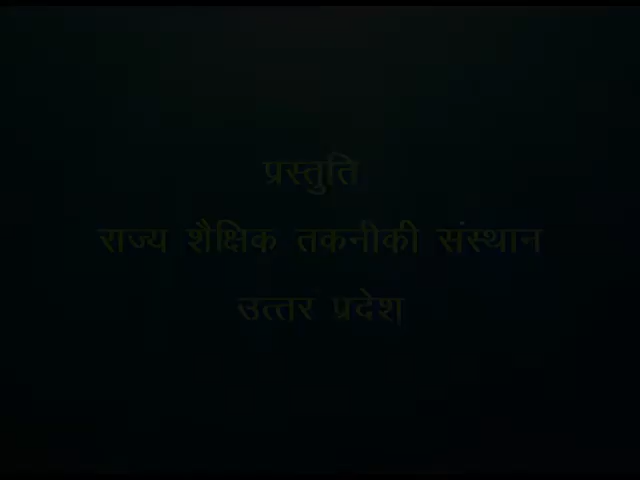 प्रस्तुति
राज्य शैक्षिक तकनीकी संस्थान
उत्तर प्रदेश